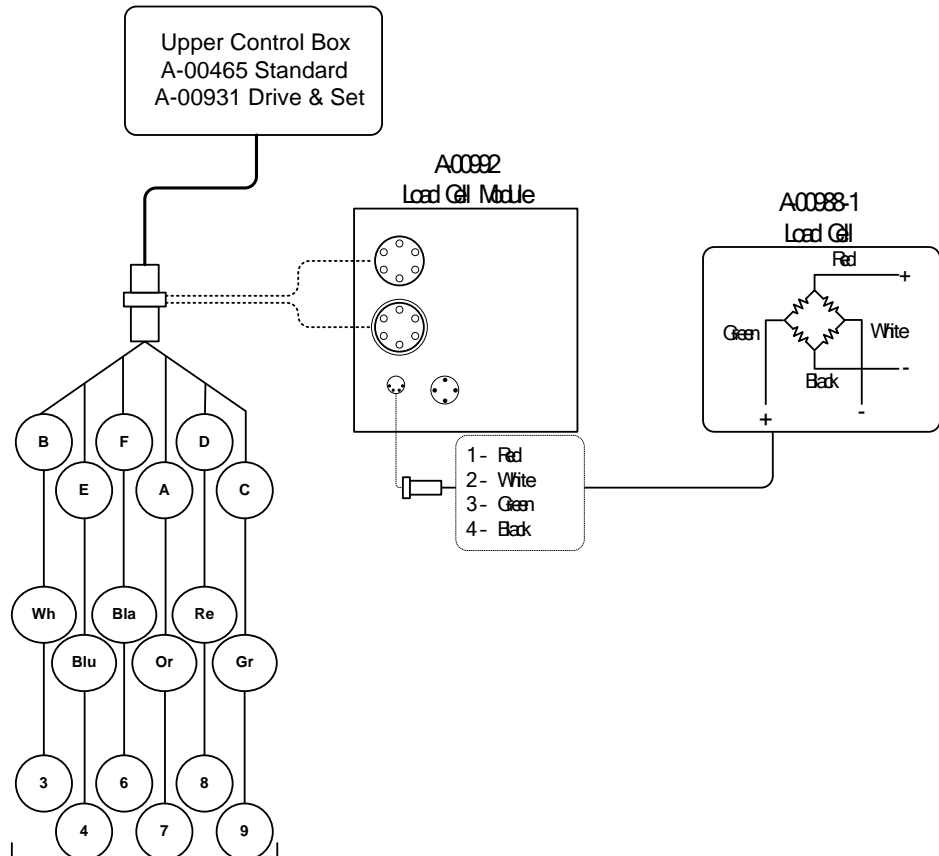 Upper Control Box
A-00465 Standard
A-00931 Drive & Set
A-00992
Load Cell Module
A-00988-1
Load Cell
Red
+
Green
White
Black
-
+
-
B
F
D
E
A
C
1 - Red
2 - White
3 - Green
4 - Black
Wh
Bla
Re
Blu
Or
Gr
3
6
8
4
7
9